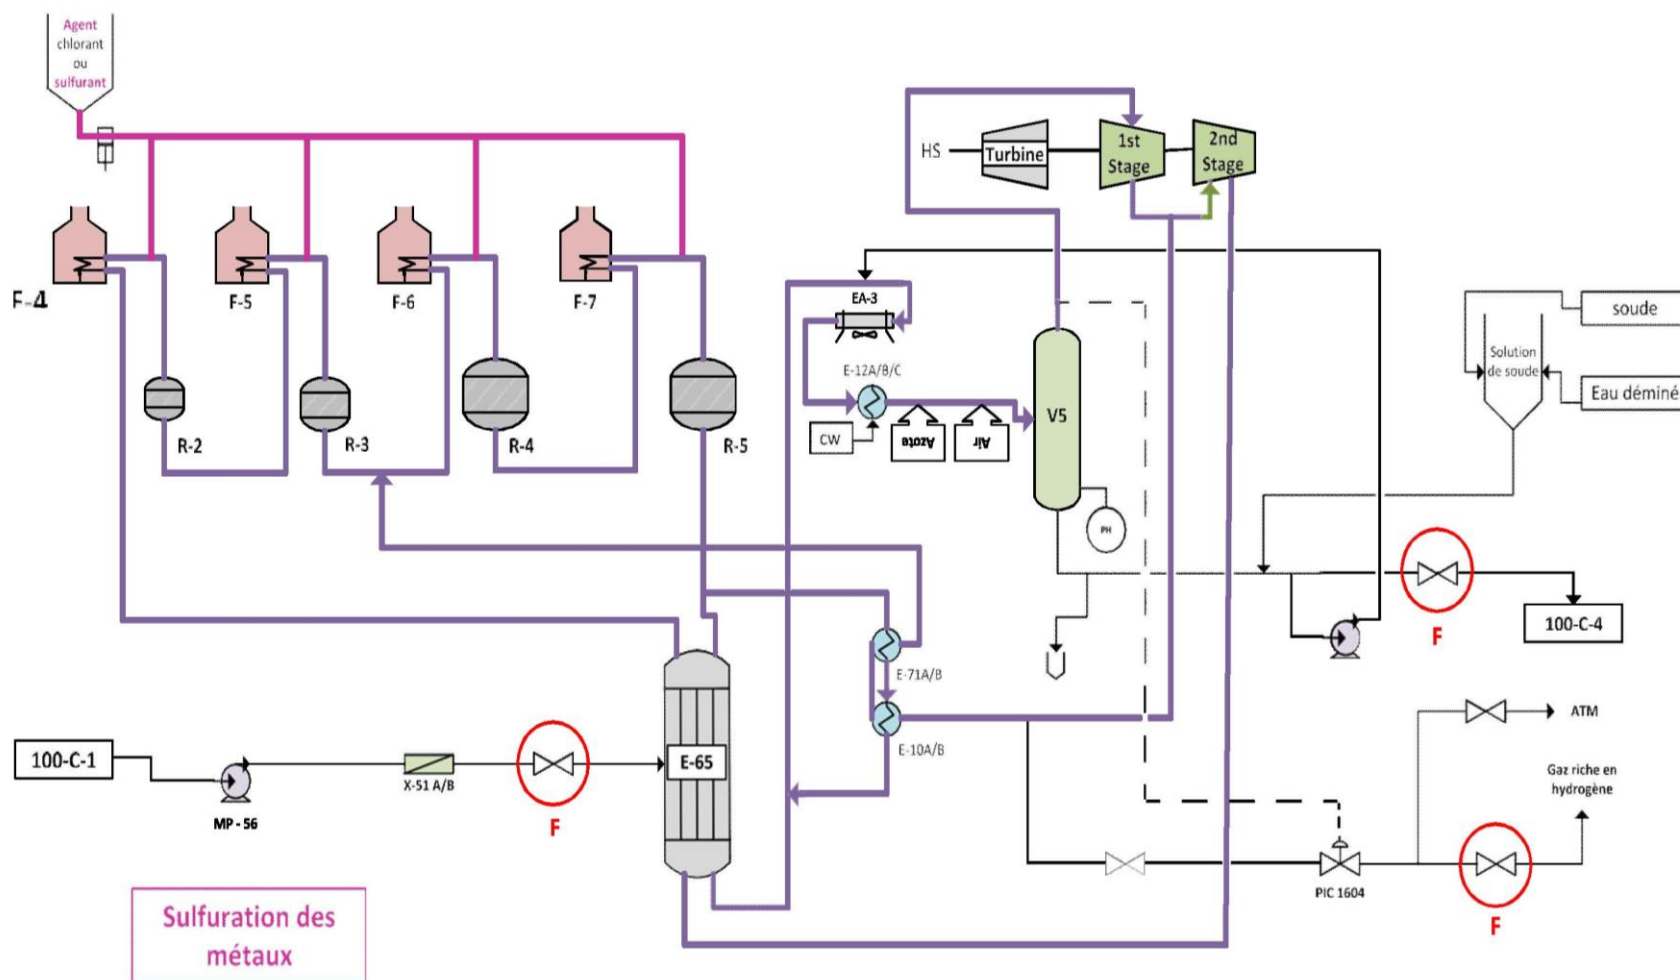 Agent
chlorant
ou
sulfurant
HS
Turbine
1st
Stage
2nd
Stage
F-4
F-5
F-6
F-7
EA-3
soude
Solution
de soude
Eau déminé
E-12A/B/C
CW
Azote
Air
V5
PH
R-2
R-3
R-4
R-5
F
100-C-4
E-71A/B
E-10A/B
ATM
100-C-1
X-51 A/B
MP - 56
F
E-65
Gaz riche en
hydrogène
PIC 1604
F
Sulfuration des
métaux